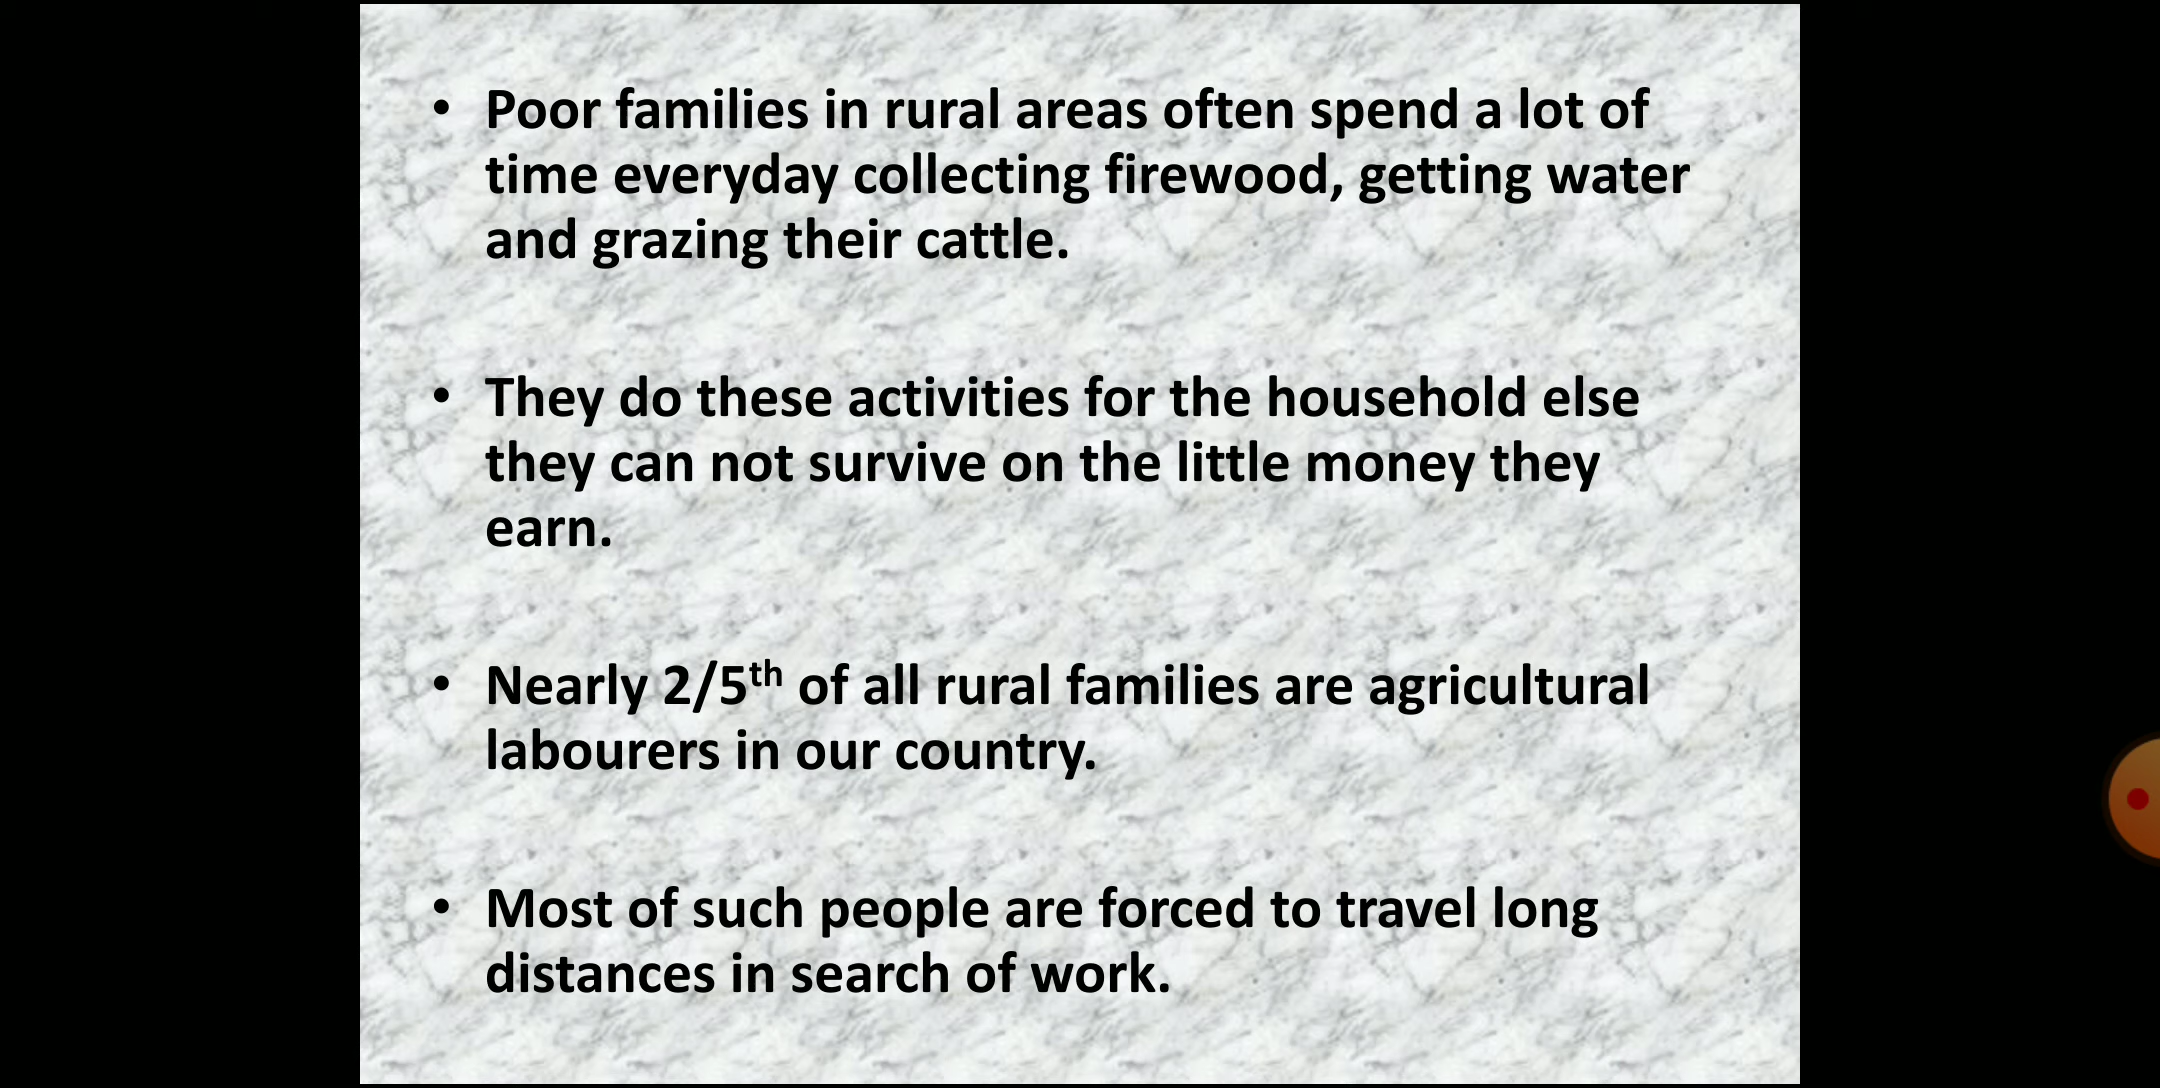 • Poor families in rural areas often spend a lot of
time everyday collecting firewood, getting water
and grazing their cattle.
• They do these activities for the household else
they can not survive on the little money they
earn.
• Nearly 2/5th of all rural families are agricultural
labourers in our country.
• Most of such people are forced to travel long
distances in search of work.